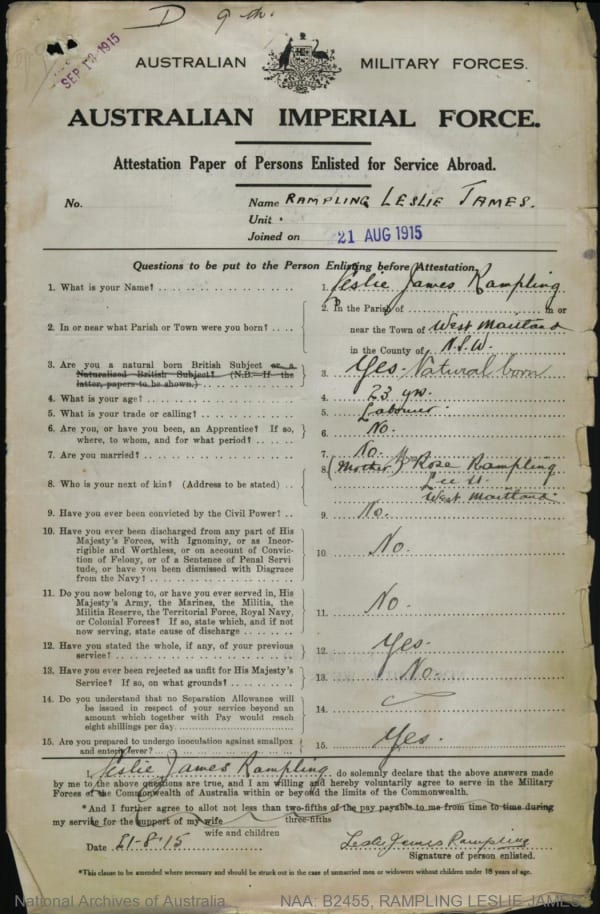 D 9th.
SEP 1915
AUSTRALIAN MILITARY FORCES.
AUSTRALIAN IMPERIAL FORCE.
Attestation Paper of Persons Enlisted for Service Abroad.
No. Name RAMPLING LESLIE JAMES.
Unit
Joined on 21 AUG 1915
Questions to be put to the Person Enlisting before Attestation.
1. What is your Name? 1. Leslie James Rampling
2. In or near what Parish or Town were you born? 2. In the Parish of in or
near the Town of West Maitland
in the County of N.S.W.
3. Are you a natural born British Subject or a
Naturalised British Subject? (N.B.—If the
latter, papers to be shown.) 3. Yes. Natural born
4. What is your age? 4. 23 yrs.
5. What is your trade or calling? 5. Labourer.
6. Are you, or have you been, an Apprentice? If so,
where, to whom, and for what period? 6. No.
7. Are you married? 7. No.
8. Who is your next of kin? (Address to be stated) 8. (Mother) Mrs Rose Rampling
Lee St.
West Maitland.
9. Have you ever been convicted by the Civil Power? 9. No.
10. Have you ever been discharged from any part of His
Majesty's Forces, with Ignominy, or as Incor-
rigible and Worthless, or on account of Convic-
tion of Felony, or of a Sentence of Penal Servi-
tude, or have you been dismissed with Disgrace
from the Navy? 10. No.
11. Do you now belong to, or have you ever served in, His
Majesty's Army, the Marines, the Militia, the
Militia Reserve, the Territorial Force, Royal Navy,
or Colonial Forces? If so, state which, and if not
now serving, state cause of discharge 11. No.
12. Have you stated the whole, if any, of your previous
service? 12. Yes.
13. Have you ever been rejected as unfit for His Majesty's
Service? If so, on what grounds? 13. No.
14. Do you understand that no Separation Allowance will
be issued in respect of your service beyond an
amount which together with Pay would reach
eight shillings per day. 14.
15. Are you prepared to undergo inoculation against smallpox
and enteric fever? 15. Yes.
I, Leslie James Rampling do solemnly declare that the above answers made
by me to the above questions are true, and I am willing and hereby voluntarily agree to serve in the Military
Forces of the Commonwealth of Australia within or beyond the limits of the Commonwealth.
*And I further agree to allot not less than two-fifths of the pay payable to me from time to time during
three-fifths
my service for the support of my wife
wife and children
Date 21-8-15 Leslie James Rampling
Signature of person enlisted.
*This clause to be amended where necessary and should be struck out in the case of unmarried men or widowers without children under 18 years of age.
National Archives of Australia NAA: B2455, RAMPLING LESLIE JAMES